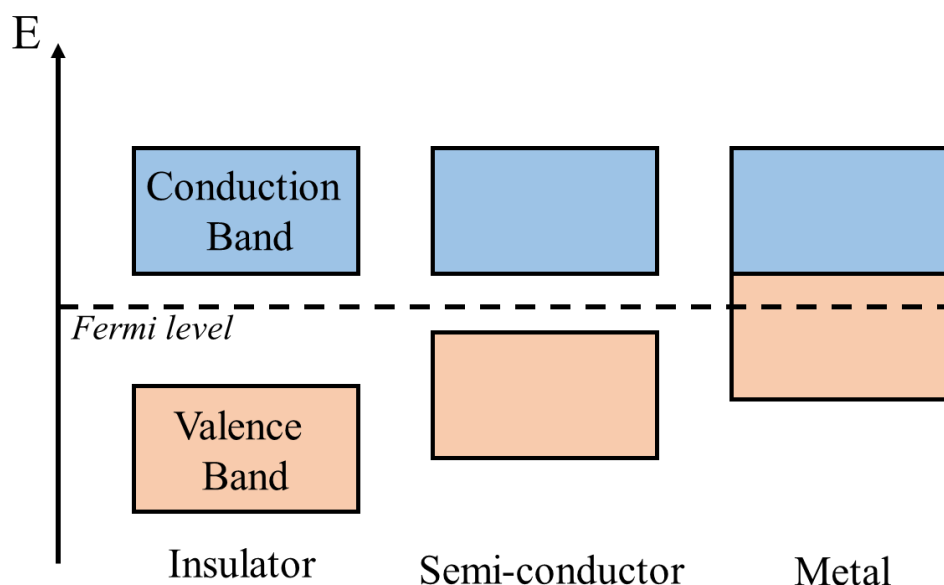 E
Conduction
Band
Fermi level
Valence
Band
Insulator
Semi-conductor
Metal